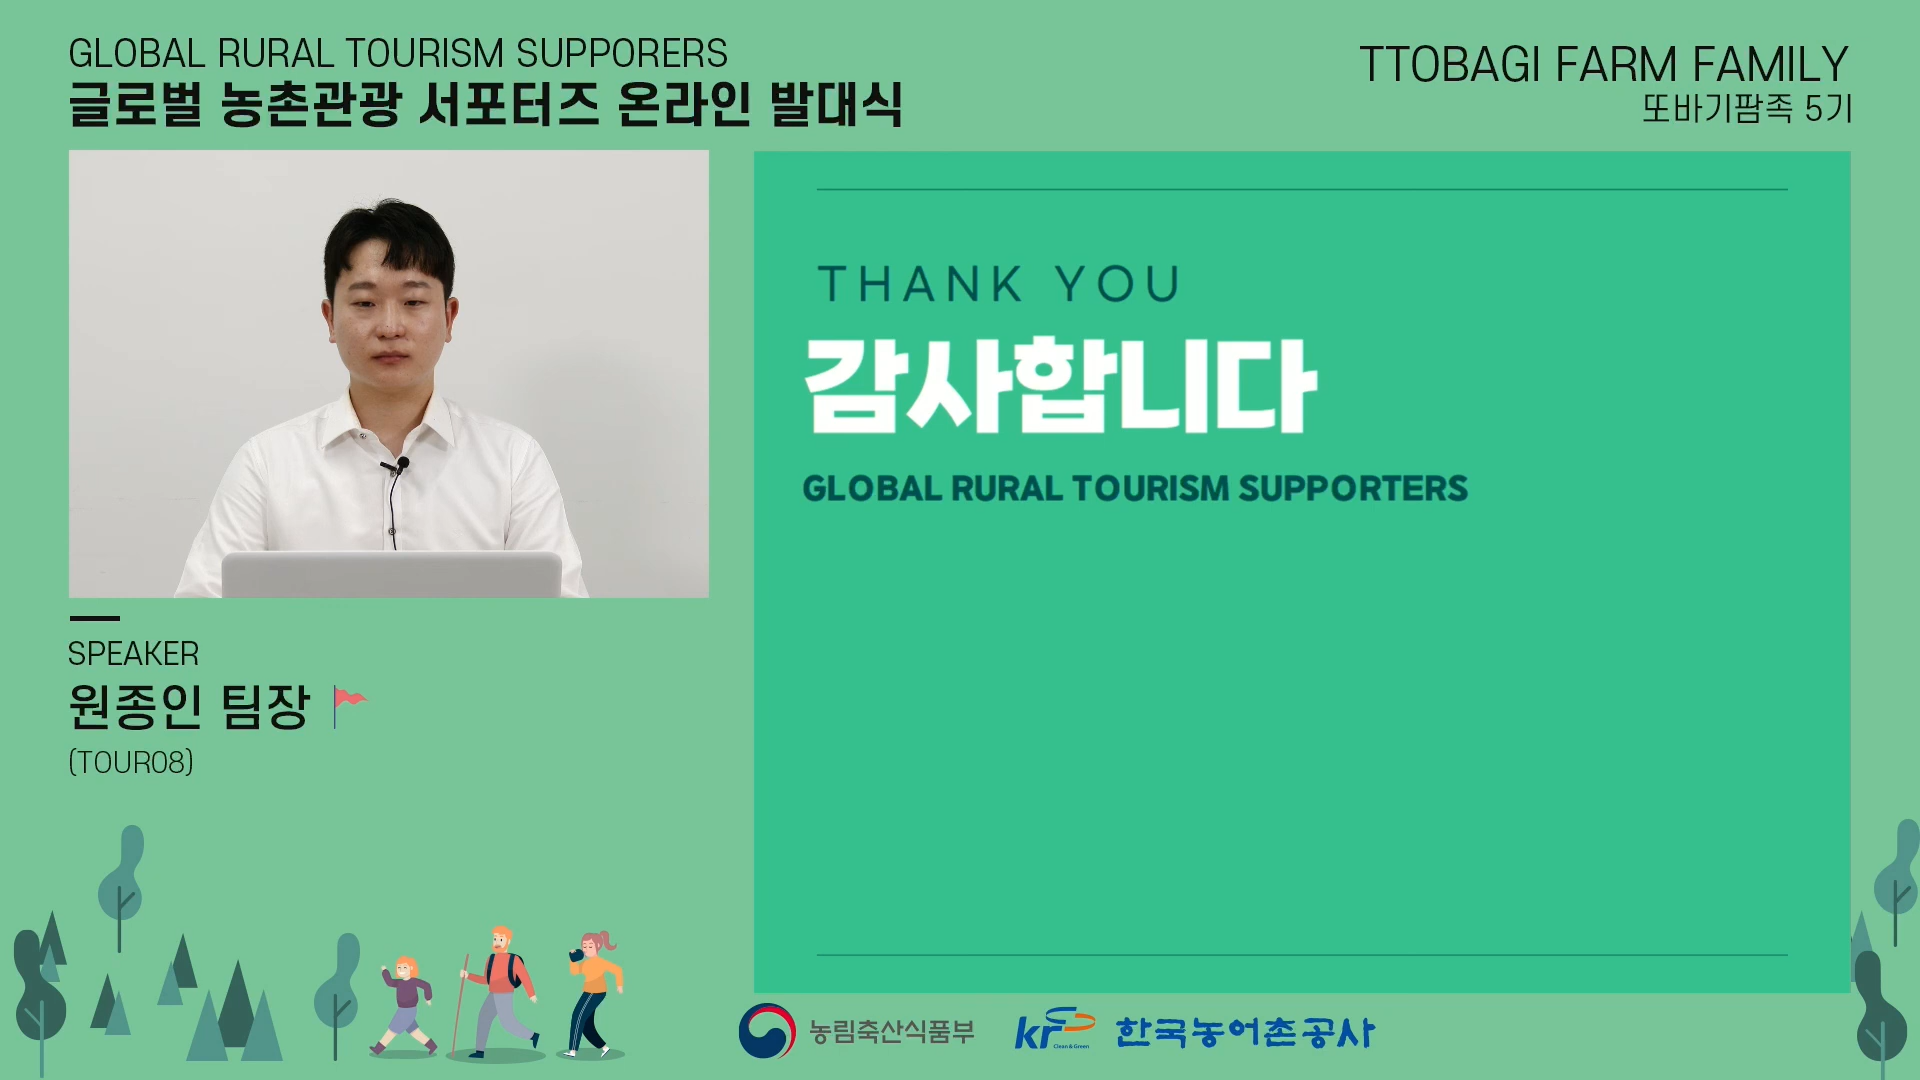 GLOBAL RURAL TOURISM SUPPORERS
글로벌 농촌관광 서포터즈 온라인 발대식
TTOBAGI FARM FAMILY
또바기팜족 5기
THANK YOU
감사합니다
GLOBAL RURAL TOURISM SUPPORTERS
SPEAKER
원종인 팀장
(TOUR08)
농림축산식품부
kr Clean & Green 한국농어촌공사